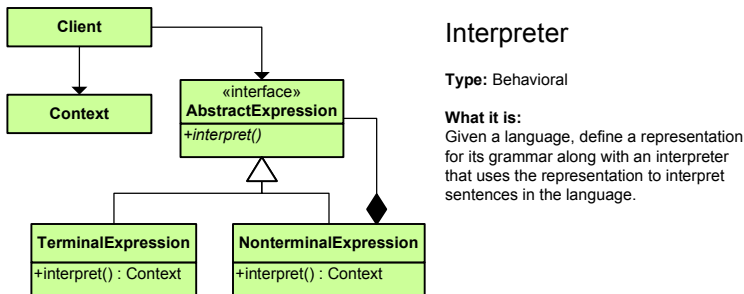 Client
Context
«interface»
AbstractExpression
+interpret()
TerminalExpression
+interpret() : Context
NonterminalExpression
+interpret() : Context
Interpreter
Type: Behavioral
What it is:
Given a language, define a representation
for its grammar along with an interpreter
that uses the representation to interpret
sentences in the language.